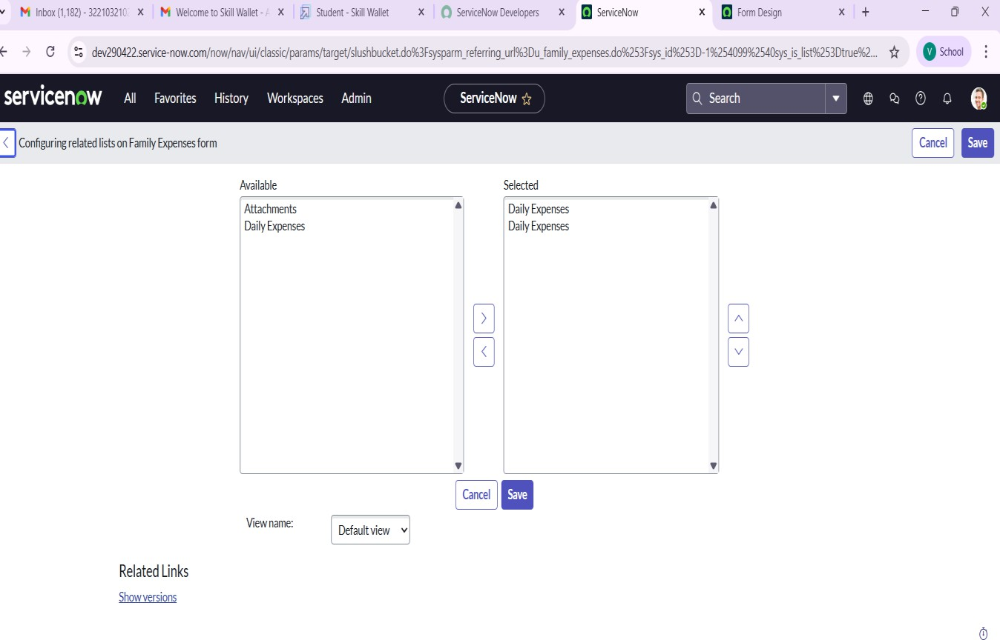 Inbox (1,182) - 3221032102
Welcome to Skill Wallet - A
Student - Skill Wallet
ServiceNow Developers
ServiceNow
Form Design
dev290422.service-now.com/now/nav/ui/classic/params/target/slushbucket.do%3Fsysparm_referring_url%3Du_family_expenses.do%253Fsys_id%253D-1%254099%2540sys_is_list%253Dtrue%2...
V School
servicenow
All
Favorites
History
Workspaces
Admin
ServiceNow
Search
Configuring related lists on Family Expenses form
Cancel
Save
Available
Selected
Attachments
Daily Expenses
Daily Expenses
Daily Expenses
Cancel
Save
View name:
Default view
Related Links
Show versions